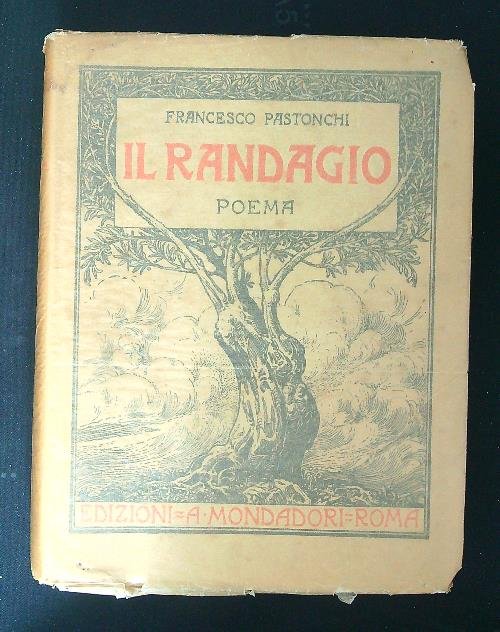 FRANCESCO PASTONCHI
IL RANDAGIO
POEMA
EDIZIONI=A·MONDADORI=ROMA